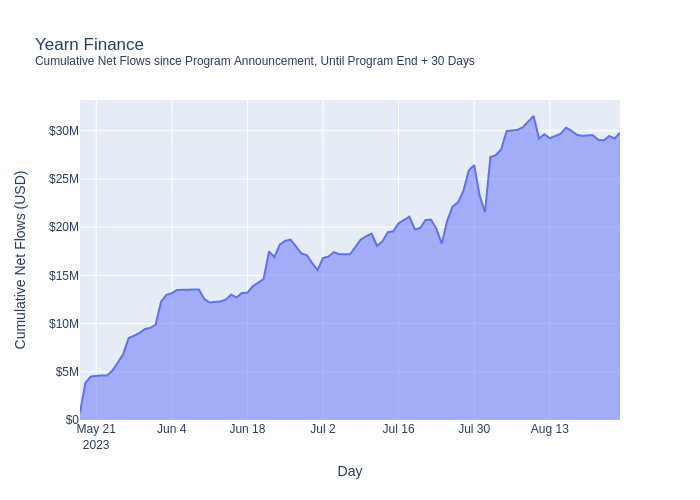 Yearn Finance
Cumulative Net Flows since Program Announcement, Until Program End + 30 Days
Cumulative Net Flows (USD)
$30M
$25M
$20M
$15M
$10M
$5M
$0
May 21
2023
Jun 4
Jun 18
Jul 2
Jul 16
Jul 30
Aug 13
Day